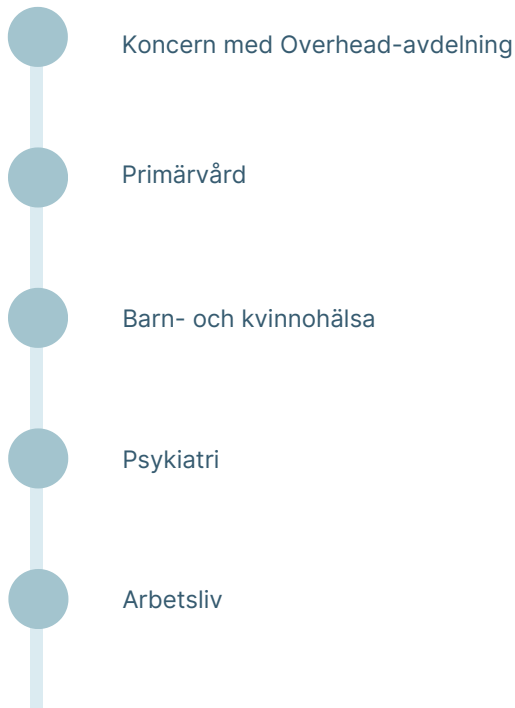 Koncern med Overhead-avdelning
Primärvård
Barn- och kvinnohälsa
Psykiatri
Arbetsliv